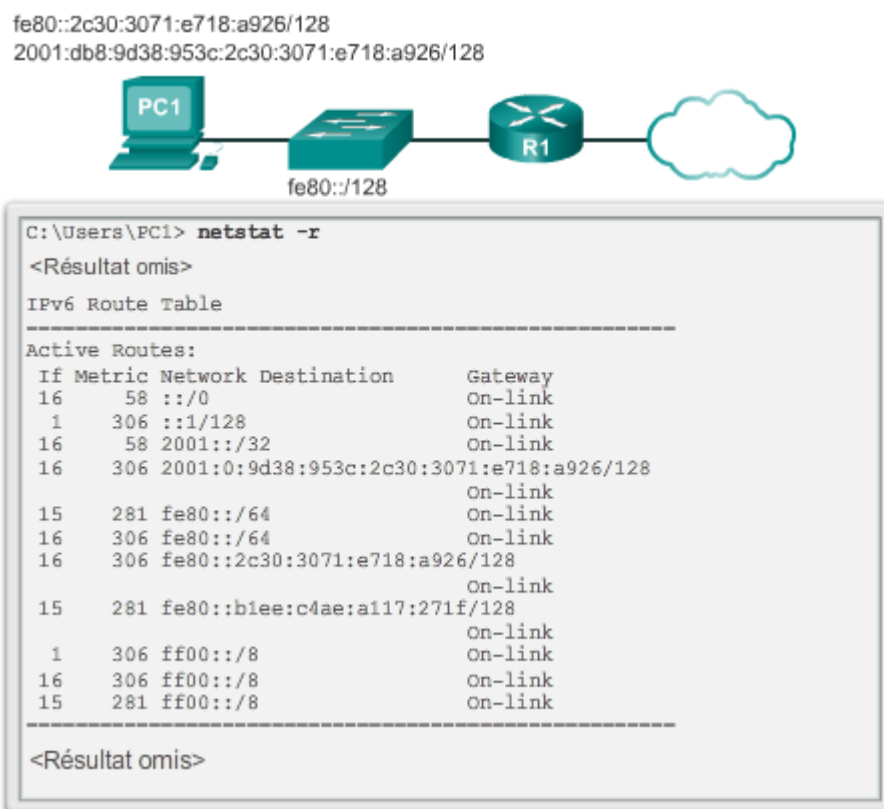 fe80::2c30:3071:e718:a926/128
2001:db8:9d38:953c:2c30:3071:e718:a926/128
PC1
R1
fe80::/128
C:\Users\PC1> netstat -r
<Résultat omis>
IPv6 Route Table
=======================================================
Active Routes:
If Metric Network Destination Gateway
16 58 ::/0 On-link
1 306 ::1/128 On-link
16 58 2001::/32 On-link
16 306 2001:0:9d38:953c:2c30:3071:e718:a926/128
On-link
15 281 fe80::/64 On-link
16 306 fe80::/64 On-link
16 306 fe80::2c30:3071:e718:a926/128
On-link
15 281 fe80::b1ee:c4ae:a117:271f/128
On-link
1 306 ff00::/8 On-link
16 306 ff00::/8 On-link
15 281 ff00::/8 On-link
=======================================================
<Résultat omis>